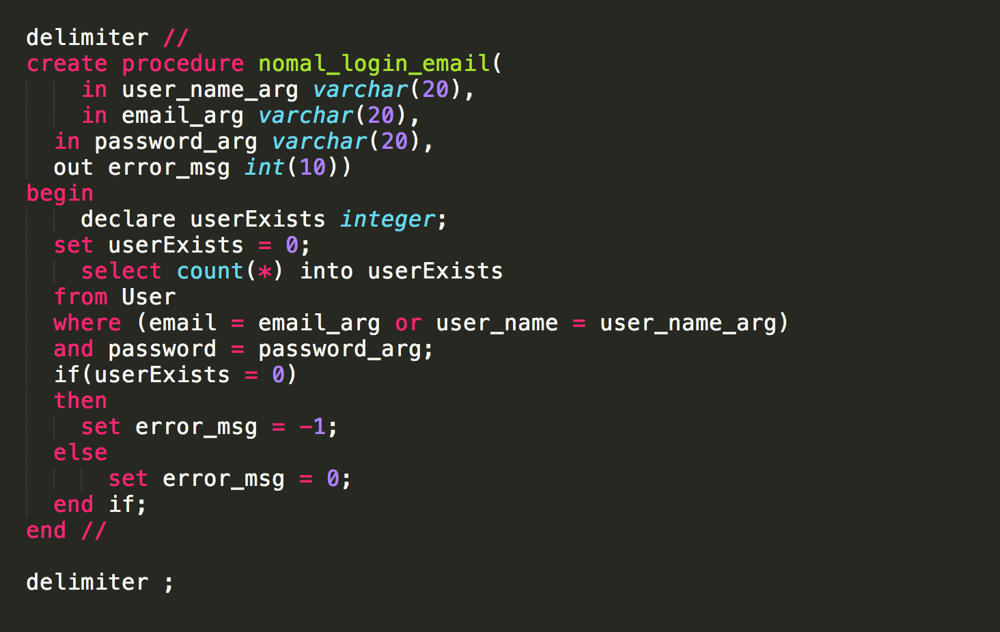 delimiter //
create procedure nomal_login_email(
in user_name_arg varchar(20),
in email_arg varchar(20),
in password_arg varchar(20),
out error_msg int(10))
begin
declare userExists integer;
set userExists = 0;
select count(*) into userExists
from User
where (email = email_arg or user_name = user_name_arg)
and password = password_arg;
if(userExists = 0)
then
set error_msg = -1;
else
set error_msg = 0;
end if;
end //
delimiter ;